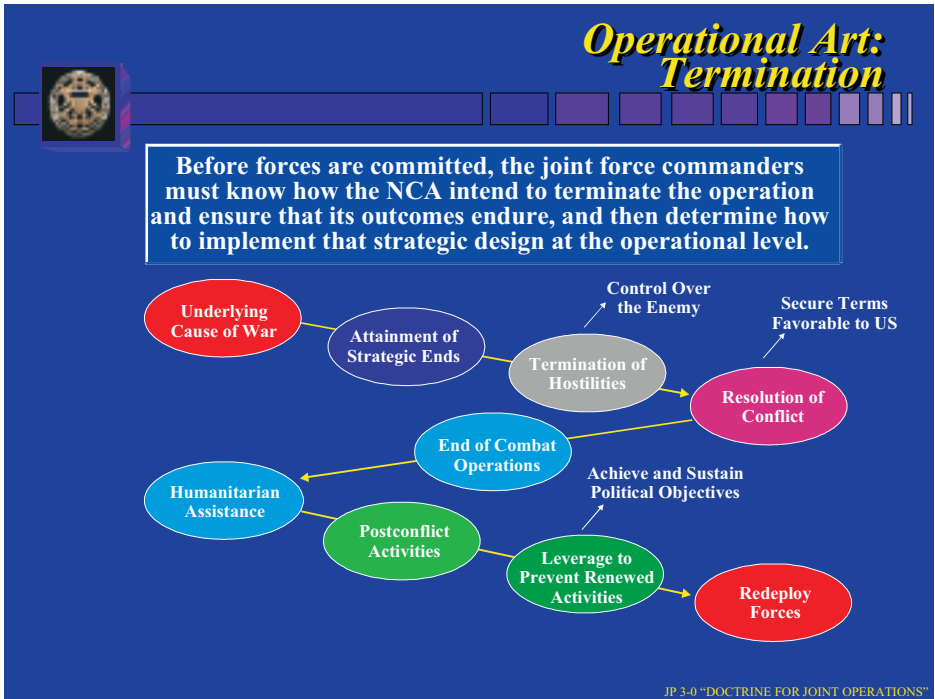 Operational Art:
Termination
Before forces are committed, the joint force commanders
must know how the NCA intend to terminate the operation
and ensure that its outcomes endure, and then determine how
to implement that strategic design at the operational level.
Underlying
Cause of War
Attainment of
Strategic Ends
Control Over
the Enemy
Termination of
Hostilities
Secure Terms
Favorable to US
Resolution of
Conflict
End of Combat
Operations
Humanitarian
Assistance
Postconflict
Activities
Achieve and Sustain
Political Objectives
Leverage to
Prevent Renewed
Activities
Redeploy
Forces
JP 3-0 “DOCTRINE FOR JOINT OPERATIONS”